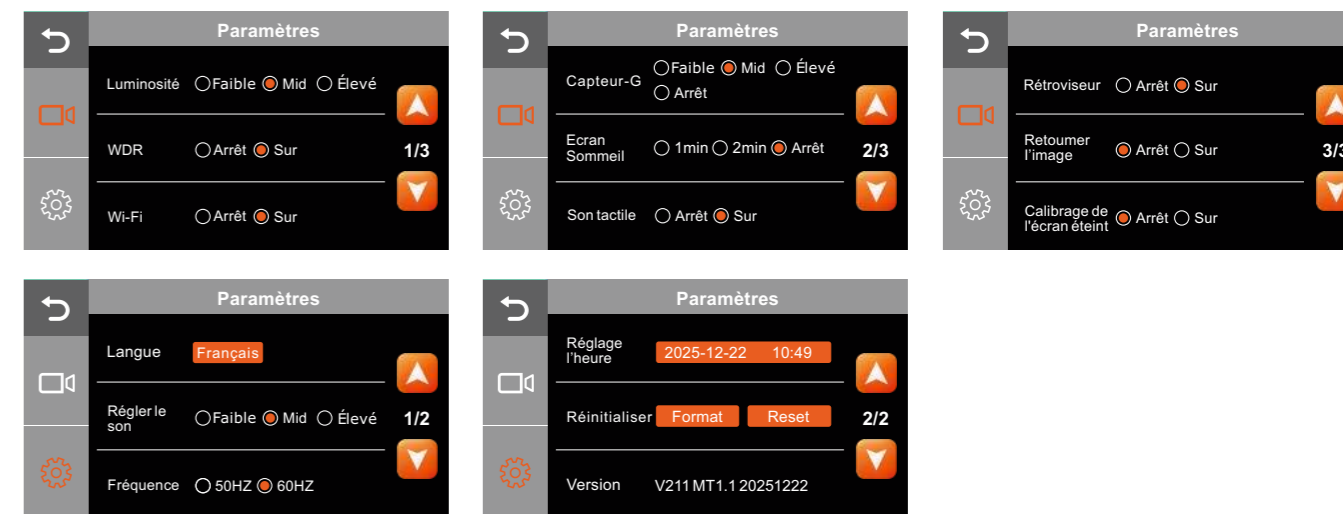 Paramètres
Luminosité Faible Mid Élevé
WDR Arrêt Sur 1/3
Wi-Fi Arrêt Sur
Paramètres
Capteur-G Faible Mid Élevé
Arrêt
Ecran
Sommeil 1min 2min Arrêt 2/3
Son tactile Arrêt Sur
Paramètres
Rétroviseur Arrêt Sur
Retoumer
l'image Arrêt Sur 3/3
Calibrage de
l'écran éteint Arrêt Sur
Paramètres
Langue Français
Régler le
son Faible Mid Élevé 1/2
Fréquence 50HZ 60HZ
Paramètres
Réglage
l'heure 2025-12-22 10:49
Réinitialiser Format Reset 2/2
Version V211 MT1.1 20251222